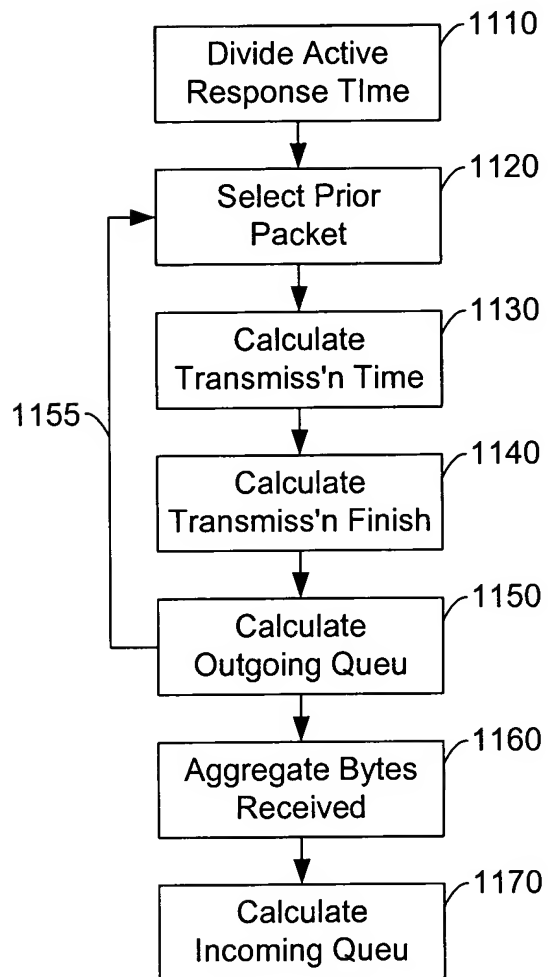 1110
Divide Active
Response TIme
1120
Select Prior
Packet
1130
Calculate
Transmiss'n Time
1155
1140
Calculate
Transmiss'n Finish
1150
Calculate
Outgoing Queu
1160
Aggregate Bytes
Received
1170
Calculate
Incoming Queu